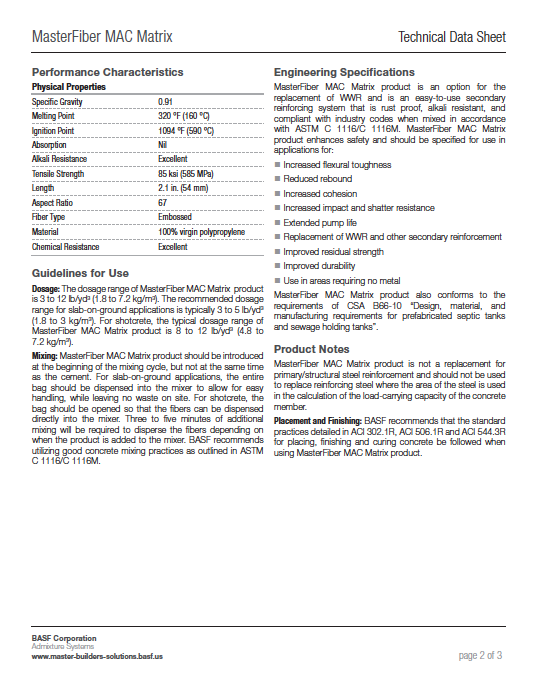 MasterFiber MAC Matrix
Technical Data Sheet
Performance Characteristics
Physical Properties
Specific Gravity 0.91
Melting Point 320 °F (160 °C)
Ignition Point 1094 °F (590 °C)
Absorption Nil
Alkali Resistance Excellent
Tensile Strength 85 ksi (585 MPa)
Length 2.1 in. (54 mm)
Aspect Ratio 67
Fiber Type Embossed
Material 100% virgin polypropylene
Chemical Resistance Excellent
Guidelines for Use
Dosage: The dosage range of MasterFiber MAC Matrix product
is 3 to 12 lb/yd³ (1.8 to 7.2 kg/m³). The recommended dosage
range for slab-on-ground applications is typically 3 to 5 lb/yd³
(1.8 to 3 kg/m³). For shotcrete, the typical dosage range of
MasterFiber MAC Matrix product is 8 to 12 lb/yd³ (4.8 to
7.2 kg/m³).
Mixing: MasterFiber MAC Matrix product should be introduced
at the beginning of the mixing cycle, but not at the same time
as the cement. For slab-on-ground applications, the entire
bag should be dispensed into the mixer to allow for easy
handling, while leaving no waste on site. For shotcrete, the
bag should be opened so that the fibers can be dispensed
directly into the mixer. Three to five minutes of additional
mixing will be required to disperse the fibers depending on
when the product is added to the mixer. BASF recommends
utilizing good concrete mixing practices as outlined in ASTM
C 1116/C 1116M.
Engineering Specifications
MasterFiber MAC Matrix product is an option for the
replacement of WWR and is an easy-to-use secondary
reinforcing system that is rust proof, alkali resistant, and
compliant with industry codes when mixed in accordance
with ASTM C 1116/C 1116M. MasterFiber MAC Matrix
product enhances safety and should be specified for use in
applications for:
■ Increased flexural toughness
■ Reduced rebound
■ Increased cohesion
■ Increased impact and shatter resistance
■ Extended pump life
■ Replacement of WWR and other secondary reinforcement
■ Improved residual strength
■ Improved durability
■ Use in areas requiring no metal
MasterFiber MAC Matrix product also conforms to the
requirements of CSA B66-10 "Design, material, and
manufacturing requirements for prefabricated septic tanks
and sewage holding tanks".
Product Notes
MasterFiber MAC Matrix product is not a replacement for
primary/structural steel reinforcement and should not be used
to replace reinforcing steel where the area of the steel is used
in the calculation of the load-carrying capacity of the concrete
member.
Placement and Finishing: BASF recommends that the standard
practices detailed in ACI 302.1R, ACI 506.1R and ACI 544.3R
for placing, finishing and curing concrete be followed when
using MasterFiber MAC Matrix product.
BASF Corporation
Admixture Systems
www.master-builders-solutions.basf.us
page 2 of 3